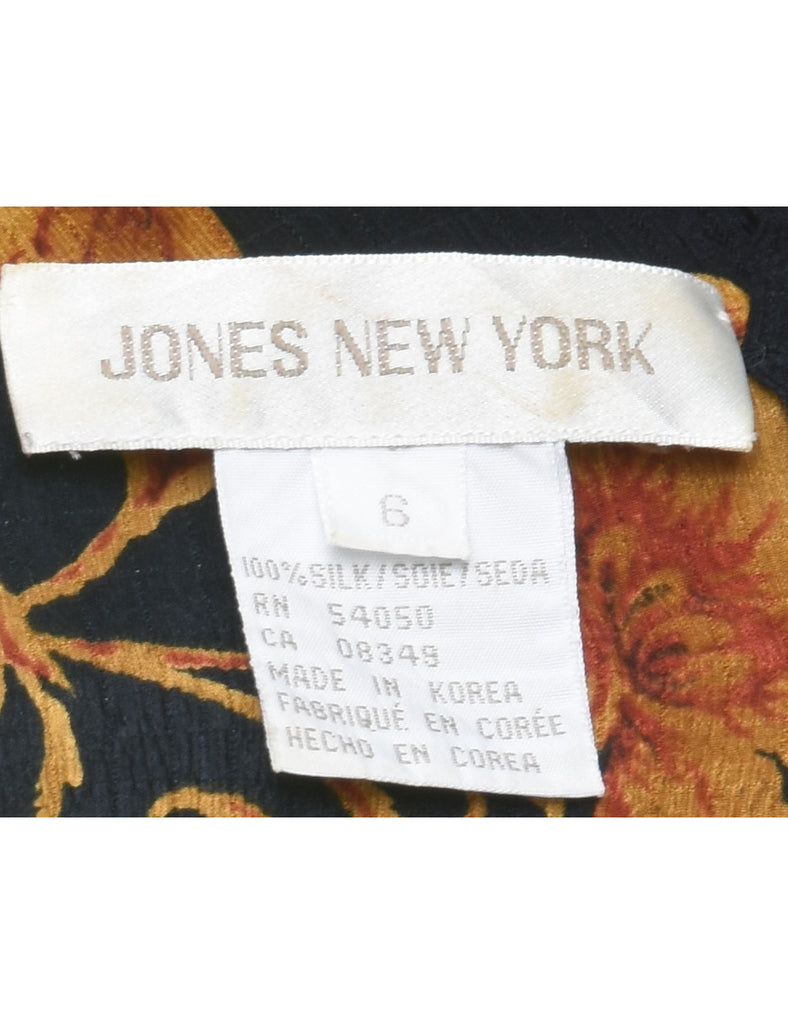 JONES NEW YORK
6
100% SILK/SOIE/SEDA
RN 54050
CA 08349
MADE IN KOREA
FABRIQUÉ EN CORÉE
HECHO EN COREA